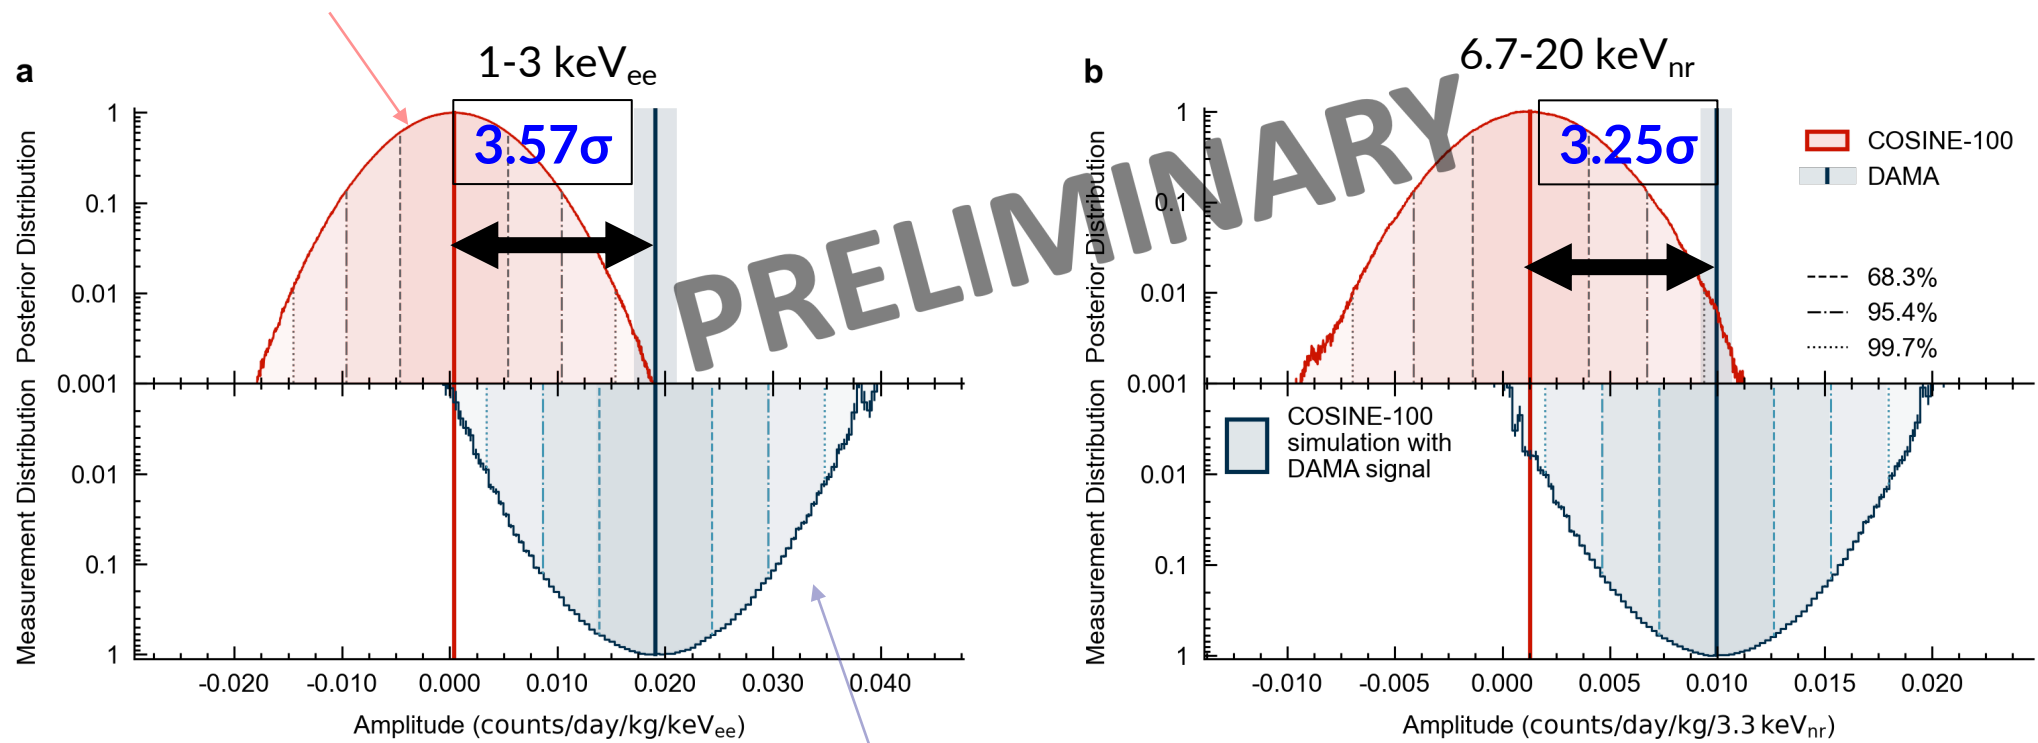 a
1-3 keVee
3.57σ
1
0.1
0.01
0.001
0.01
0.1
1
Posterior Distribution
Measurement Distribution
-0.020 -0.010 0.000 0.010 0.020 0.030 0.040
Amplitude (counts/day/kg/keVee)
PRELIMINARY
b
6.7-20 keVnr
3.25σ
1
0.1
0.01
0.001
0.01
0.1
1
Posterior Distribution
Measurement Distribution
COSINE-100
DAMA
68.3%
95.4%
99.7%
COSINE-100
simulation with
DAMA signal
-0.010 -0.005 0.000 0.005 0.010 0.015 0.020
Amplitude (counts/day/kg/3.3 keVnr)